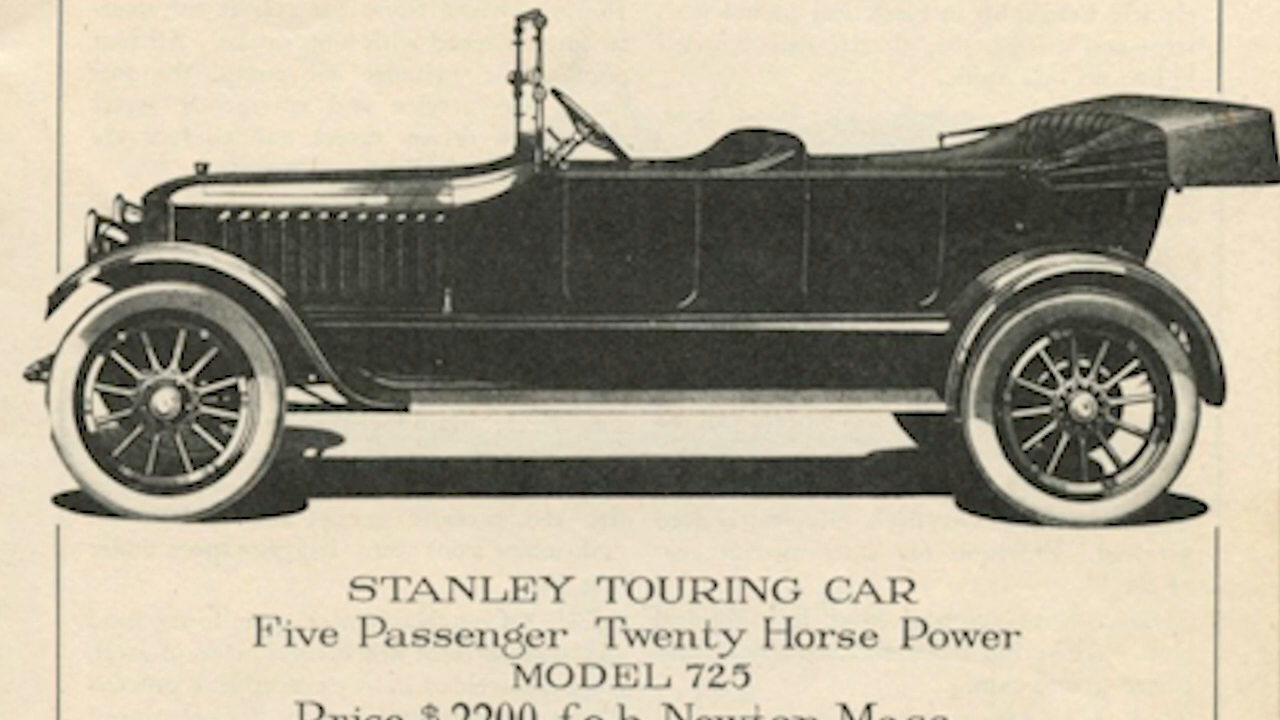 STANLEY TOURING CAR
Five Passenger Twenty Horse Power
MODEL 725
Price $2200 f.o.b. Newton Mass.